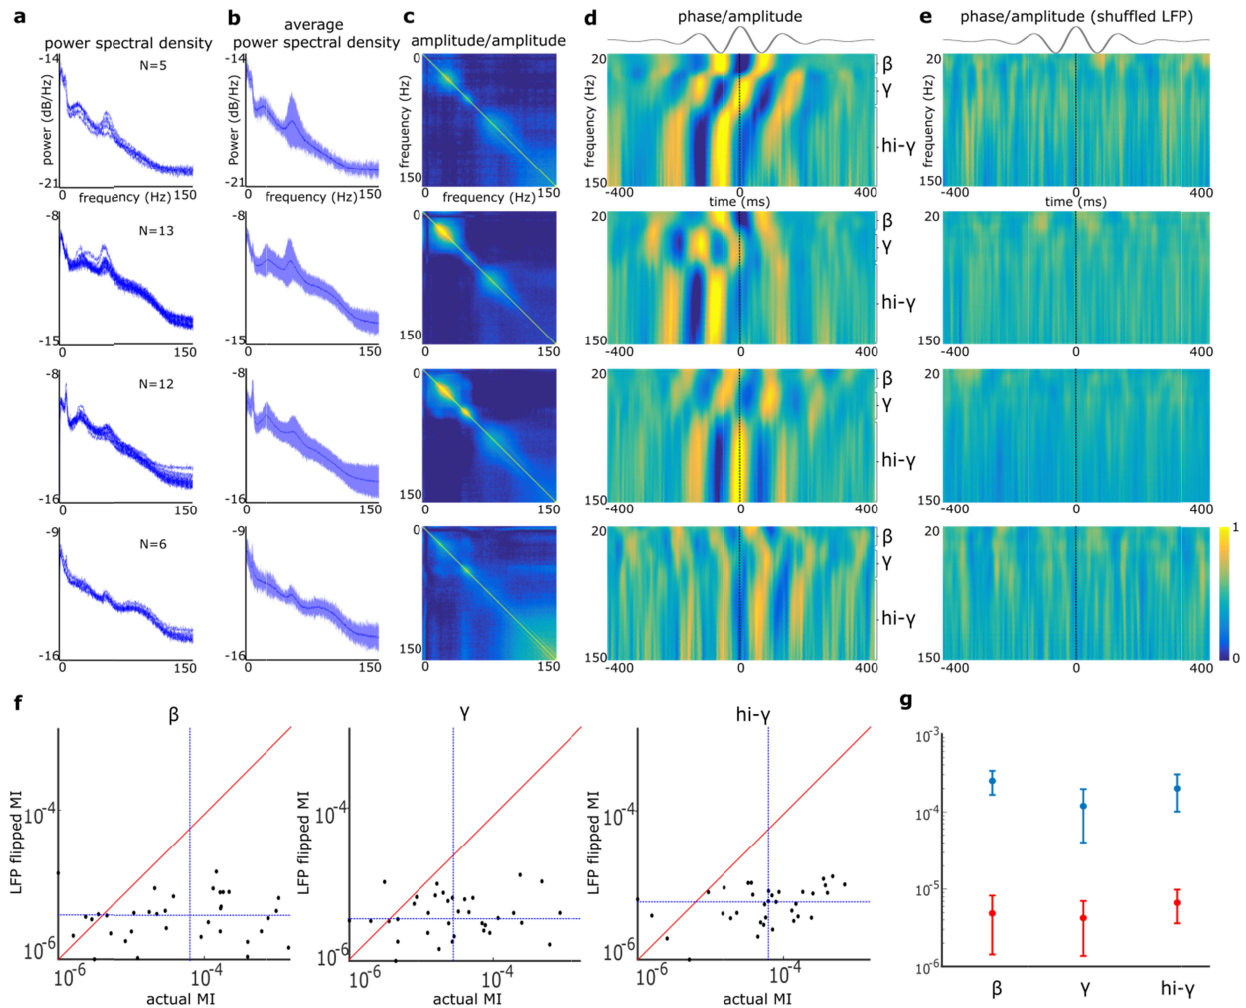 a
b
c
d
e
average
phase/amplitude
phase/amplitude (shuffled LFP)
power spectral density
power spectral density
amplitude/amplitude
-14
N=5
-21
power (dB/Hz)
0
frequency (Hz)
150
-14
-21
Power (dB/Hz)
0
frequency (Hz)
150
0
150
frequency (Hz)
0
frequency (Hz)
150
20
150
frequency (Hz)
-400
0
400
time (ms)
β
γ
hi-γ
20
150
frequency (Hz)
-400
0
400
time (ms)
-8
N=13
-15
0
150
-8
-15
0
150
0
150
0
150
20
150
-400
0
400
β
γ
hi-γ
20
150
-400
0
400
-8
N=12
-16
0
150
-8
-16
0
150
0
150
0
150
20
150
-400
0
400
β
γ
hi-γ
20
150
-400
0
400
-9
N=6
-16
0
150
-9
-16
0
150
0
150
0
150
20
150
-400
0
400
β
γ
hi-γ
20
150
-400
0
400
1
0
f
β
LFP flipped MI
10-4
10-6
10-6
10-4
actual MI
γ
LFP flipped MI
10-4
10-6
10-6
10-4
actual MI
hi-γ
LFP flipped MI
10-4
10-6
10-6
10-4
actual MI
g
10-3
10-4
10-5
10-6
β
γ
hi-γ